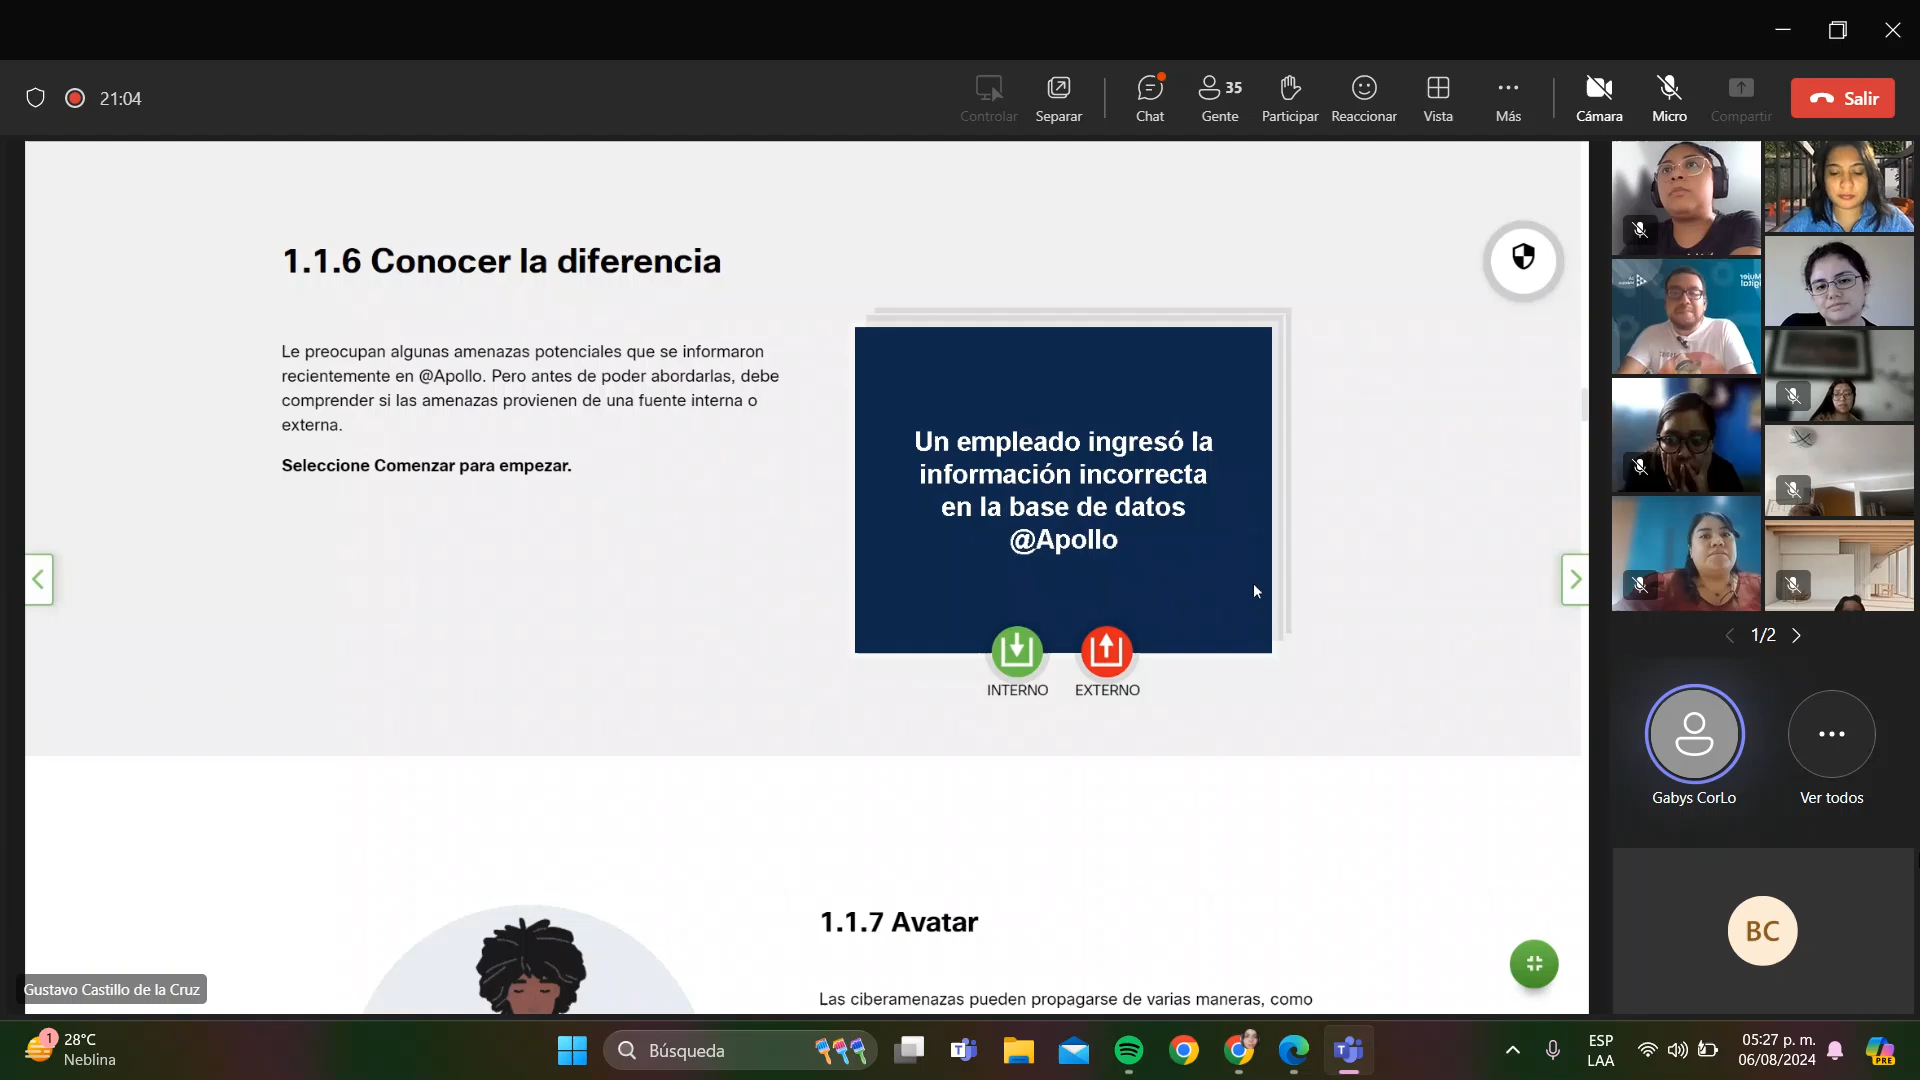 21:04
Controlar
Separar
Chat
35
Gente
Participar
Reaccionar
Vista
Más
Cámara
Micro
Compartir
Salir
1.1.6 Conocer la diferencia
Le preocupan algunas amenazas potenciales que se informaron
recientemente en @Apollo. Pero antes de poder abordarlas, debe
comprender si las amenazas provienen de una fuente interna o
externa.
Seleccione Comenzar para empezar.
Un empleado ingresó la
información incorrecta
en la base de datos
@Apollo
INTERNO
EXTERNO
1.1.7 Avatar
Las ciberamenazas pueden propagarse de varias maneras, como
Gustavo Castillo de la Cruz
1/2
Gabys CorLo
Ver todos
BC
1
28°C
Neblina
Búsqueda
ESP
LAA
05:27 p. m.
06/08/2024
PRE